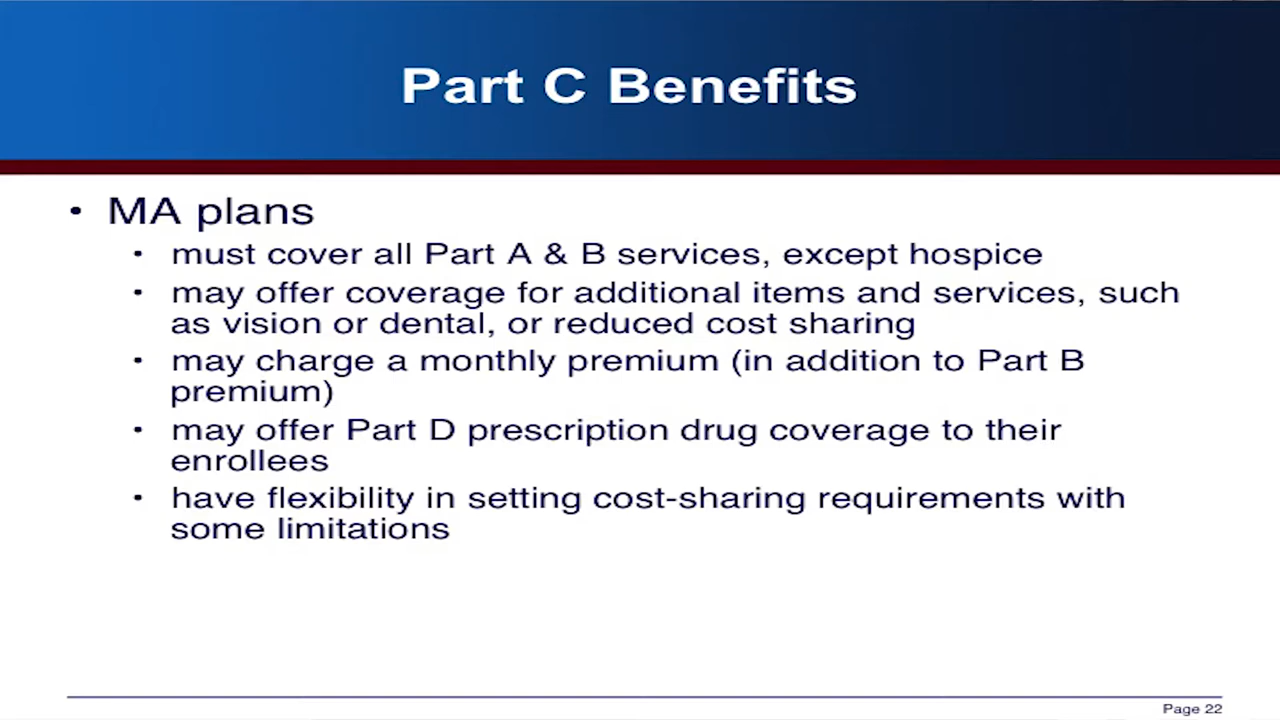 Part C Benefits
• MA plans
• must cover all Part A & B services, except hospice
• may offer coverage for additional items and services, such
as vision or dental, or reduced cost sharing
• may charge a monthly premium (in addition to Part B
premium)
• may offer Part D prescription drug coverage to their
enrollees
• have flexibility in setting cost-sharing requirements with
some limitations
Page 22